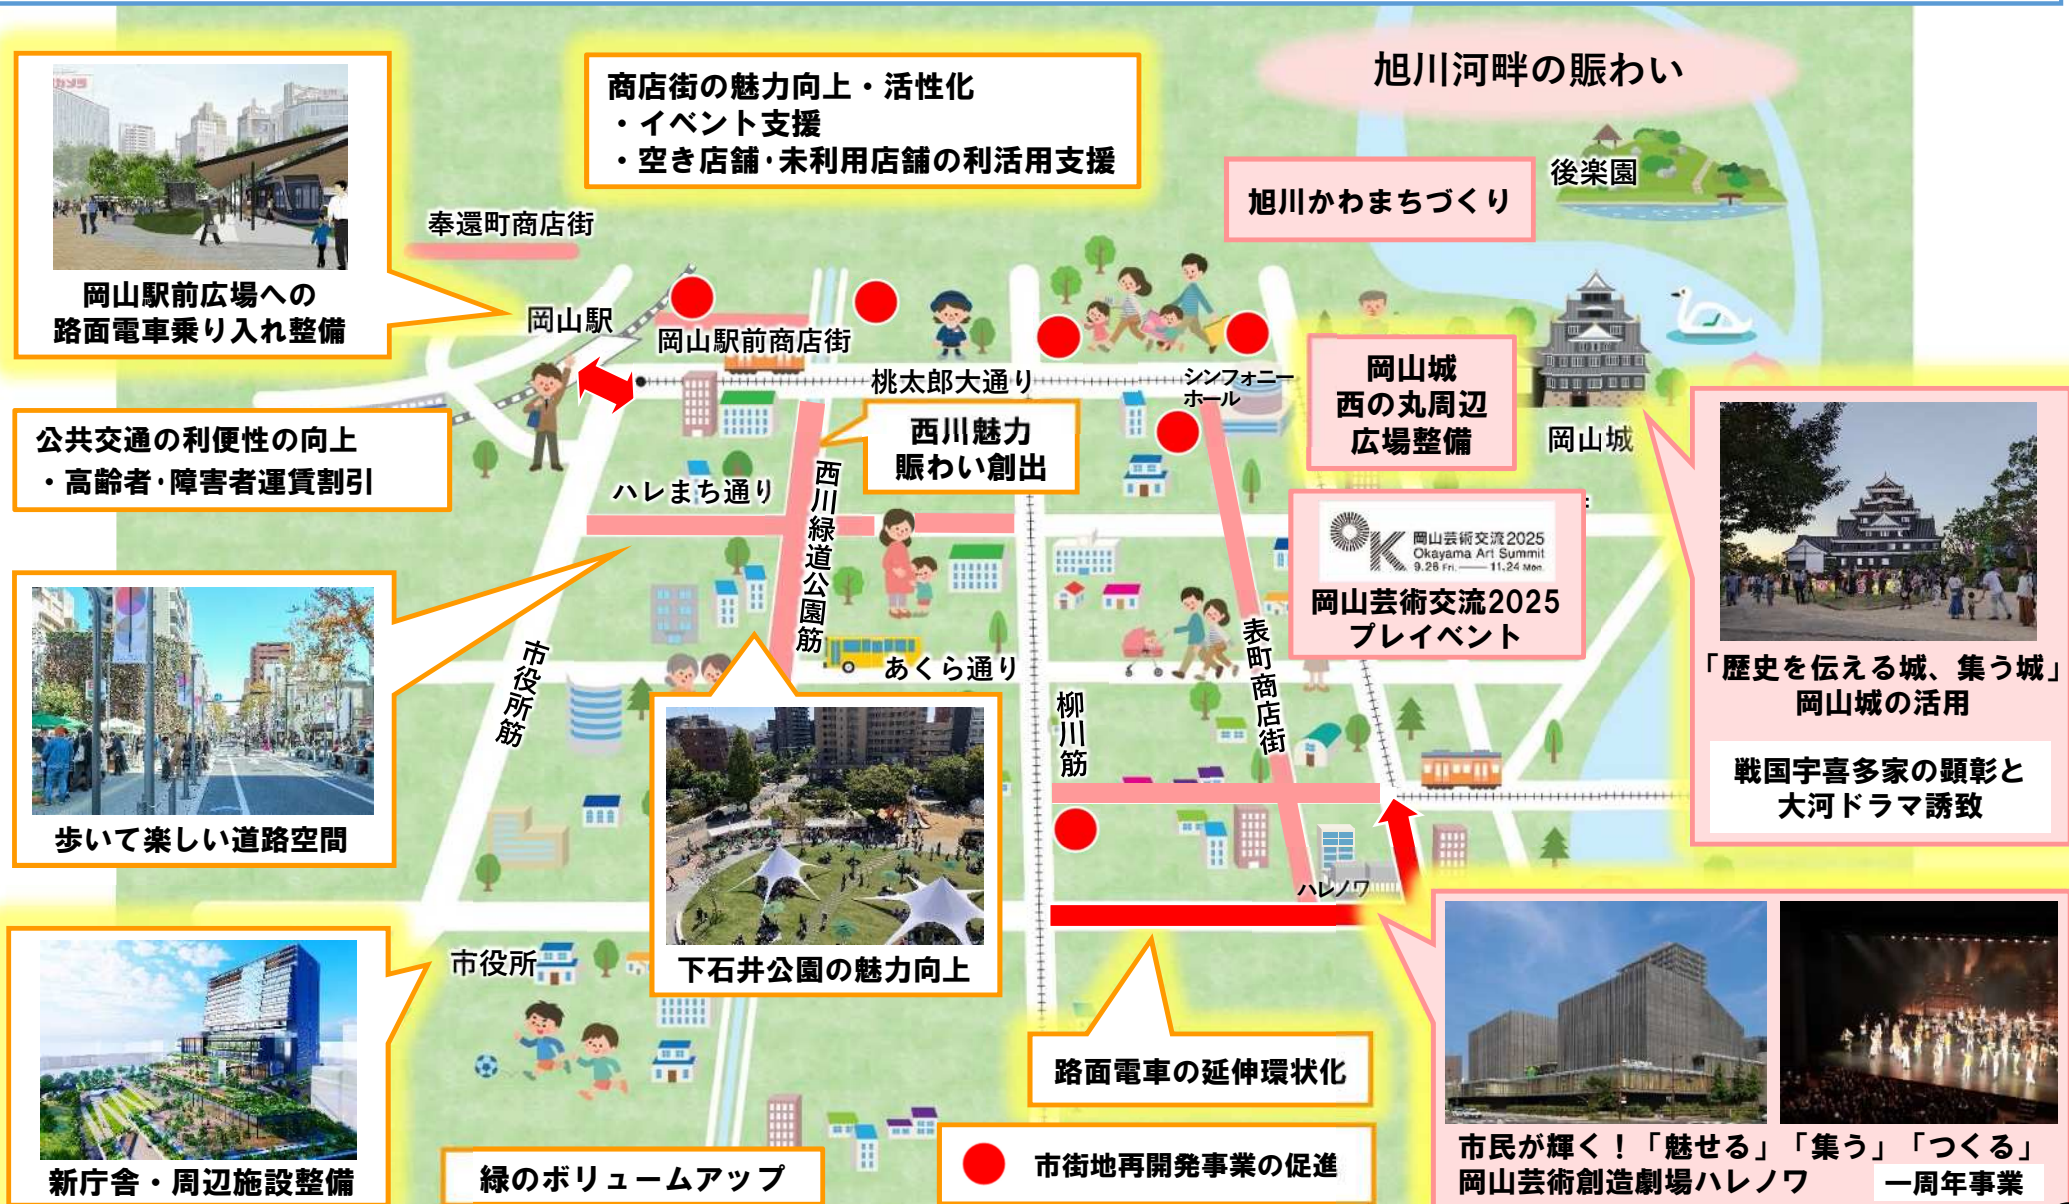 旭川河畔の賑わい
商店街の魅力向上・活性化
・イベント支援
・空き店舗・未利用店舗の利活用支援
旭川かわまちづくり
後楽園
奉還町商店街
岡山駅前広場への
路面電車乗り入れ整備
岡山駅
岡山駅前商店街
桃太郎大通り
シンフォニー
ホール
岡山城
西の丸周辺
広場整備
岡山城
公共交通の利便性の向上
・高齢者・障害者運賃割引
西川魅力
賑わい創出
ハレまち通り
西川緑道公園筋
岡山芸術交流2025
Okayama Art Summit
9.26 Fri. —— 11.24 Mon.
岡山芸術交流2025
プレイベント
「歴史を伝える城、集う城」
岡山城の活用
戦国宇喜多家の顕彰と
大河ドラマ誘致
歩いて楽しい道路空間
市役所筋
あくら通り
柳川筋
表町商店街
ハレノワ
下石井公園の魅力向上
市役所
路面電車の延伸環状化
新庁舎・周辺施設整備
緑のボリュームアップ
市街地再開発事業の促進
市民が輝く!「魅せる」「集う」「つくる」
岡山芸術創造劇場ハレノワ
一周年事業